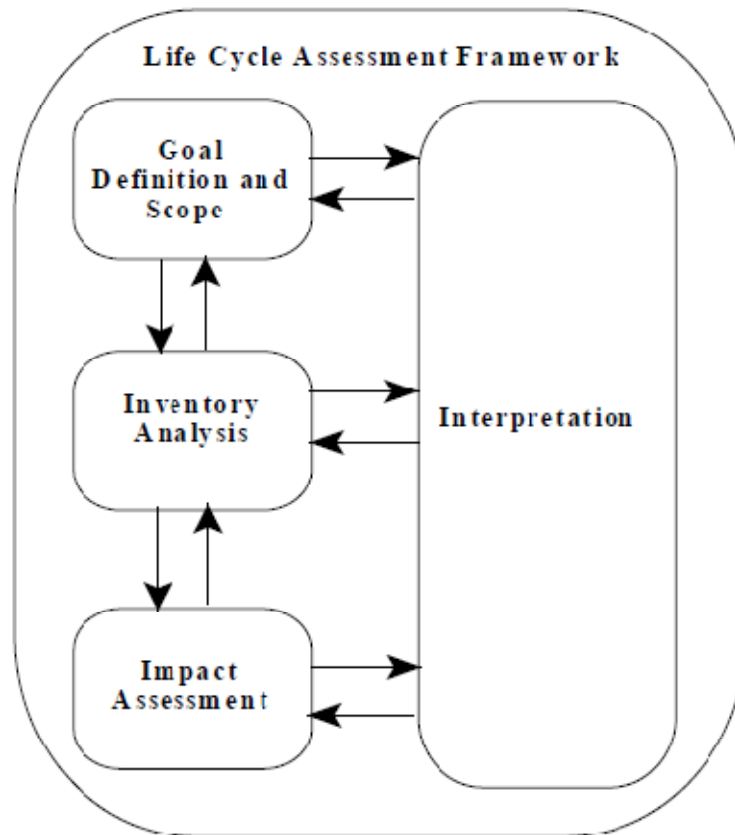 Life Cycle Assessment Framework
Goal
Definition and
Scope
Inventory
Analysis
Interpretation
Impact
Assessment